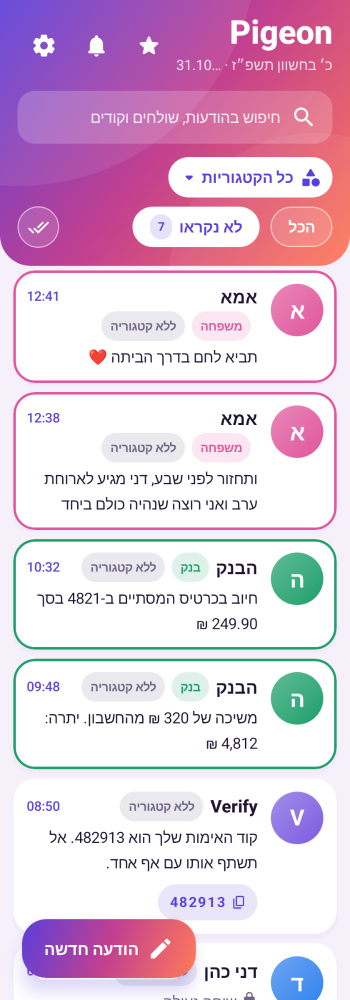 Pigeon
כ׳ בחשוון תשפ״ז · 31.10...
חיפוש בהודעות, שולחים וקודים
כל הקטגוריות
הכל
לא נקראו 7
אמא 12:41
משפחה ללא קטגוריה
תביא לחם בדרך הביתה ❤️
אמא 12:38
משפחה ללא קטגוריה
ותחזור לפני שבע, דני מגיע לארוחת
ערב ואני רוצה שנהיה כולם ביחד
הבנק בנק ללא קטגוריה 10:32
חיוב בכרטיס המסתיים ב-4821 בסך
249.90 ₪
הבנק בנק ללא קטגוריה 09:48
משיכה של 320 ₪ מהחשבון. יתרה:
4,812 ₪
Verify ללא קטגוריה 08:50
קוד האימות שלך הוא 482913. אל
תשתף אותו עם אף אחד.
482913
הודעה חדשה
דני כהן
א
א
ה
ה
V
ד